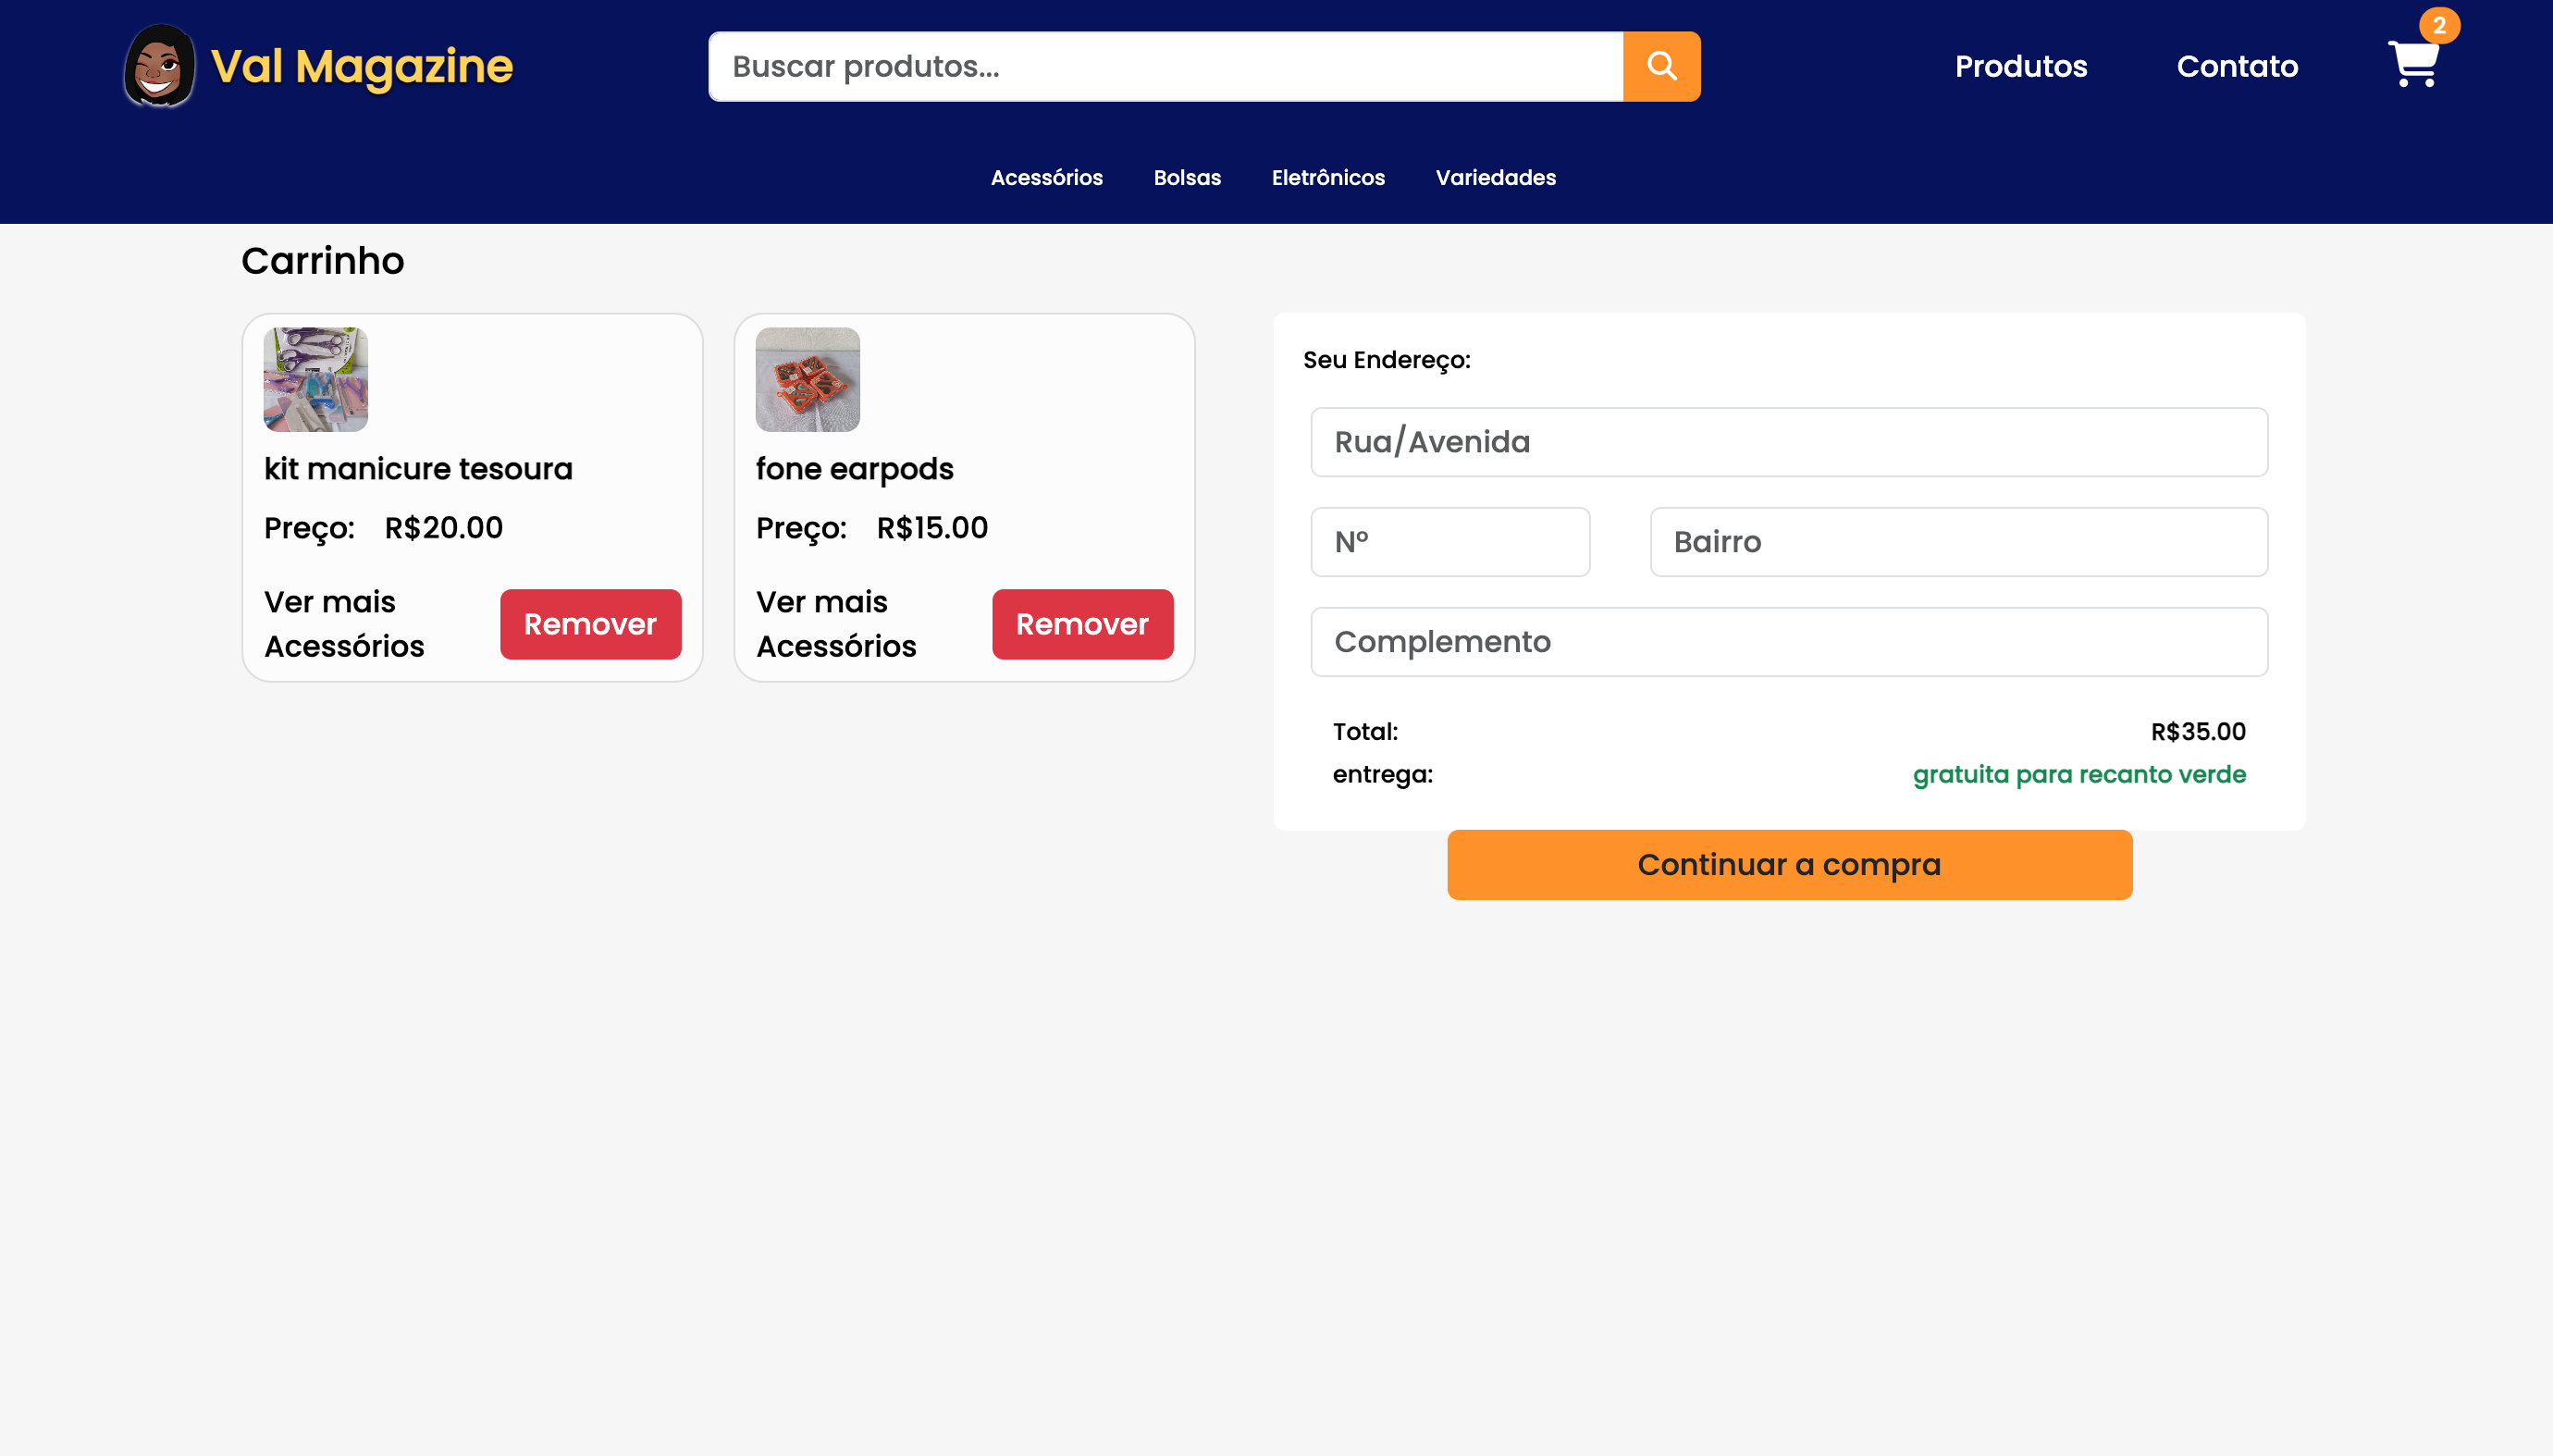 Val Magazine
Buscar produtos...
Produtos
Contato
2
Acessórios
Bolsas
Eletrônicos
Variedades
Carrinho
kit manicure tesoura
Preço: R$20.00
Ver mais
Acessórios
Remover
fone earpods
Preço: R$15.00
Ver mais
Acessórios
Remover
Seu Endereço:
Rua/Avenida
Nº
Bairro
Complemento
Total: R$35.00
entrega: gratuita para recanto verde
Continuar a compra